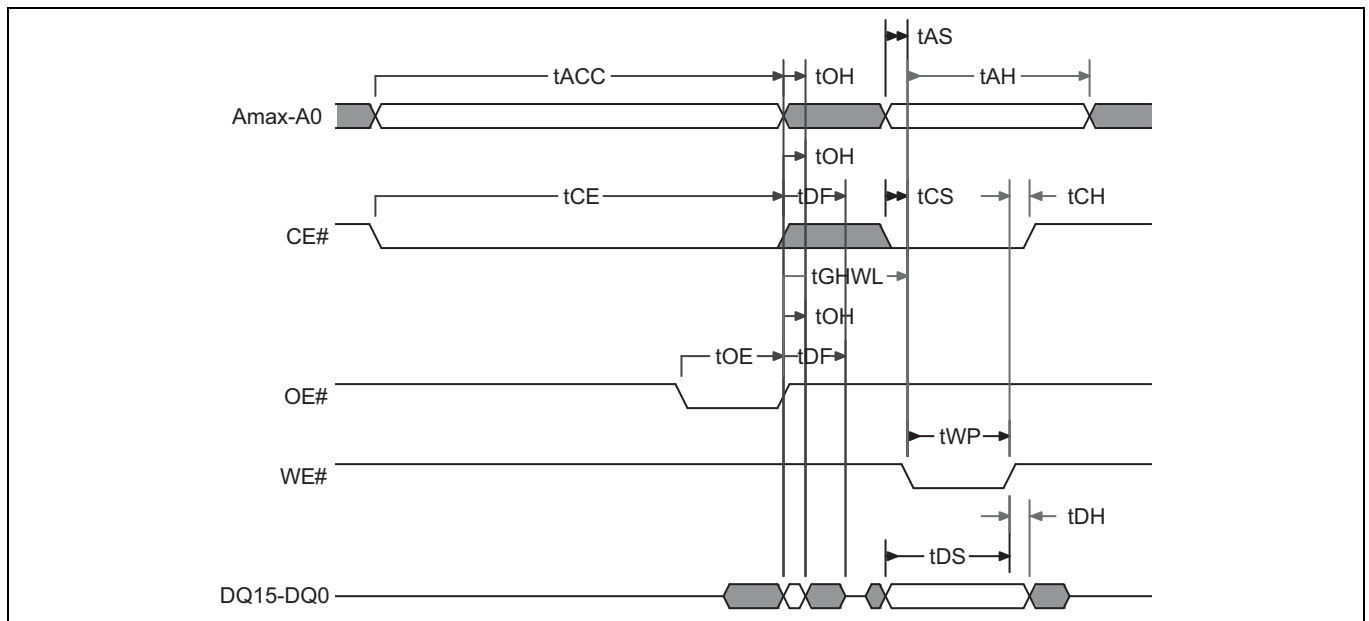 tAS
tACC tOH tAH
Amax-A0
tOH
tCE tDF tCS tCH
CE#
tGHWL
tOH
tOE tDF
OE#
tWP
WE#
tDH
tDS
DQ15-DQ0